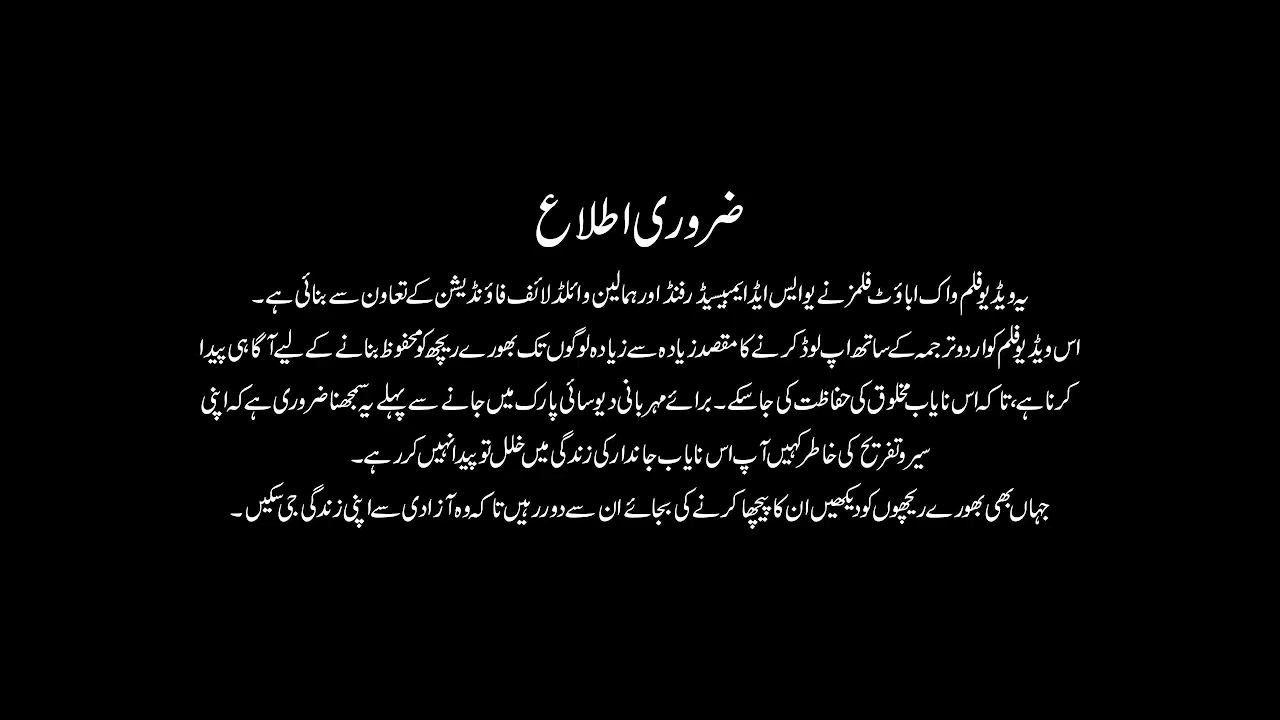 ضروری اطلاع
یہ ویڈیو فلم واک اباؤٹ فلمز نے یو ایس ایڈ ایمبیسیڈر فنڈ اور ہمالین وائلڈ لائف فاؤنڈیشن کے تعاون سے بنائی ہے۔
اس ویڈیو فلم کو اردو ترجمہ کے ساتھ اپ لوڈ کرنے کا مقصد زیادہ سے زیادہ لوگوں تک بھورے ریچھ کو محفوظ بنانے کے لیے آگاہی پیدا
کرنا ہے، تاکہ اس نایاب مخلوق کی حفاظت کی جا سکے۔ برائے مہربانی دیوسائی پارک میں جانے سے پہلے یہ سمجھنا ضروری ہے کہ اپنی
سیر و تفریح کی خاطر کہیں آپ اس نایاب جاندار کی زندگی میں خلل تو پیدا نہیں کر رہے۔
جہاں بھی بھورے ریچھوں کو دیکھیں ان کا پیچھا کرنے کی بجائے ان سے دور رہیں تاکہ وہ آزادی سے اپنی زندگی جی سکیں۔